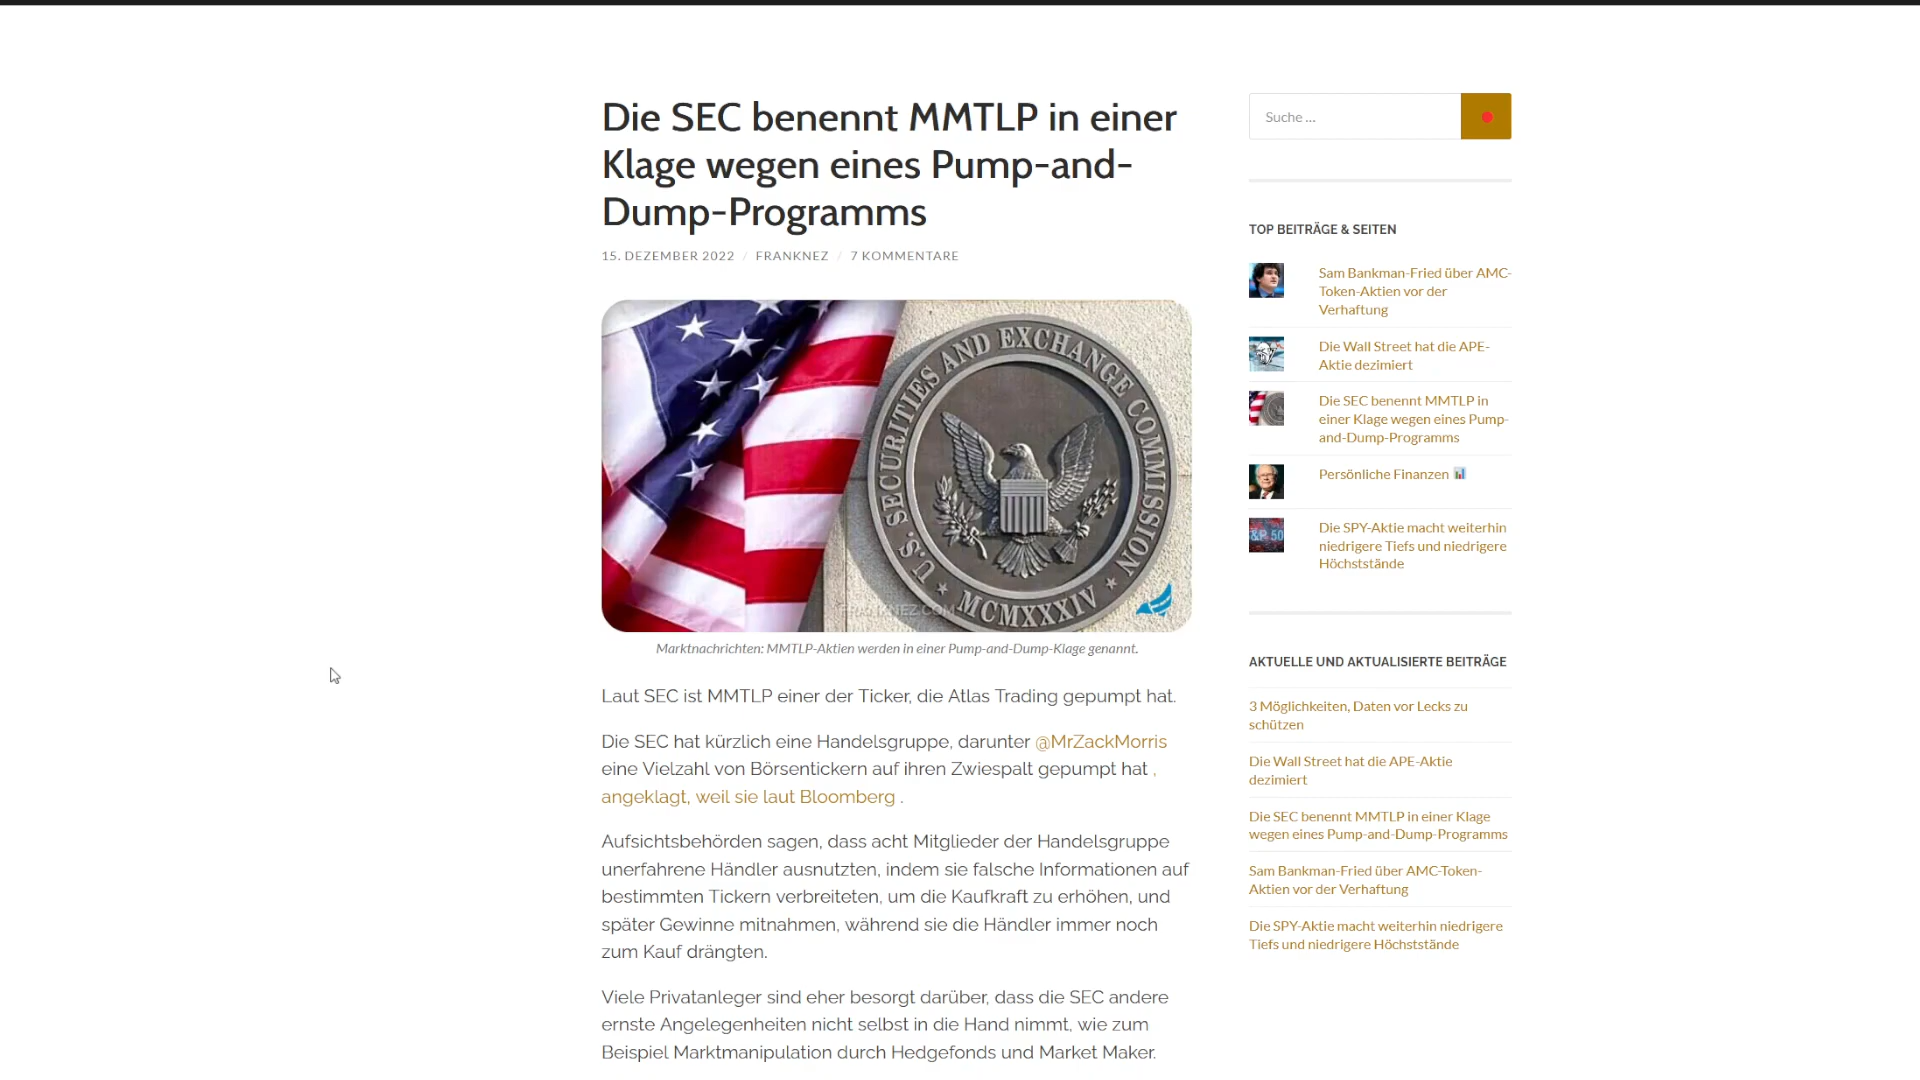 Die SEC benennt MMTLP in einer
Klage wegen eines Pump-and-
Dump-Programms
15. DEZEMBER 2022 / FRANKNEZ / 7 KOMMENTARE
U.S. SECURITIES AND EXCHANGE COMMISSION
MCMXXXIV
FRANKNEZ.COM
Marktnachrichten: MMTLP-Aktien werden in einer Pump-and-Dump-Klage genannt.
Laut SEC ist MMTLP einer der Ticker, die Atlas Trading gepumpt hat.
Die SEC hat kürzlich eine Handelsgruppe, darunter @MrZackMorris
eine Vielzahl von Börsentickern auf ihren Zwiespalt gepumpt hat ,
angeklagt, weil sie laut Bloomberg .
Aufsichtsbehörden sagen, dass acht Mitglieder der Handelsgruppe
unerfahrene Händler ausnutzten, indem sie falsche Informationen auf
bestimmten Tickern verbreiteten, um die Kaufkraft zu erhöhen, und
später Gewinne mitnahmen, während sie die Händler immer noch
zum Kauf drängten.
Viele Privatanleger sind eher besorgt darüber, dass die SEC andere
ernste Angelegenheiten nicht selbst in die Hand nimmt, wie zum
Beispiel Marktmanipulation durch Hedgefonds und Market Maker.
Suche ...
TOP BEITRÄGE & SEITEN
Sam Bankman-Fried über AMC-
Token-Aktien vor der
Verhaftung
Die Wall Street hat die APE-
Aktie dezimiert
Die SEC benennt MMTLP in
einer Klage wegen eines Pump-
and-Dump-Programms
Persönliche Finanzen
&P 50
Die SPY-Aktie macht weiterhin
niedrigere Tiefs und niedrigere
Höchststände
AKTUELLE UND AKTUALISIERTE BEITRÄGE
3 Möglichkeiten, Daten vor Lecks zu
schützen
Die Wall Street hat die APE-Aktie
dezimiert
Die SEC benennt MMTLP in einer Klage
wegen eines Pump-and-Dump-Programms
Sam Bankman-Fried über AMC-Token-
Aktien vor der Verhaftung
Die SPY-Aktie macht weiterhin niedrigere
Tiefs und niedrigere Höchststände